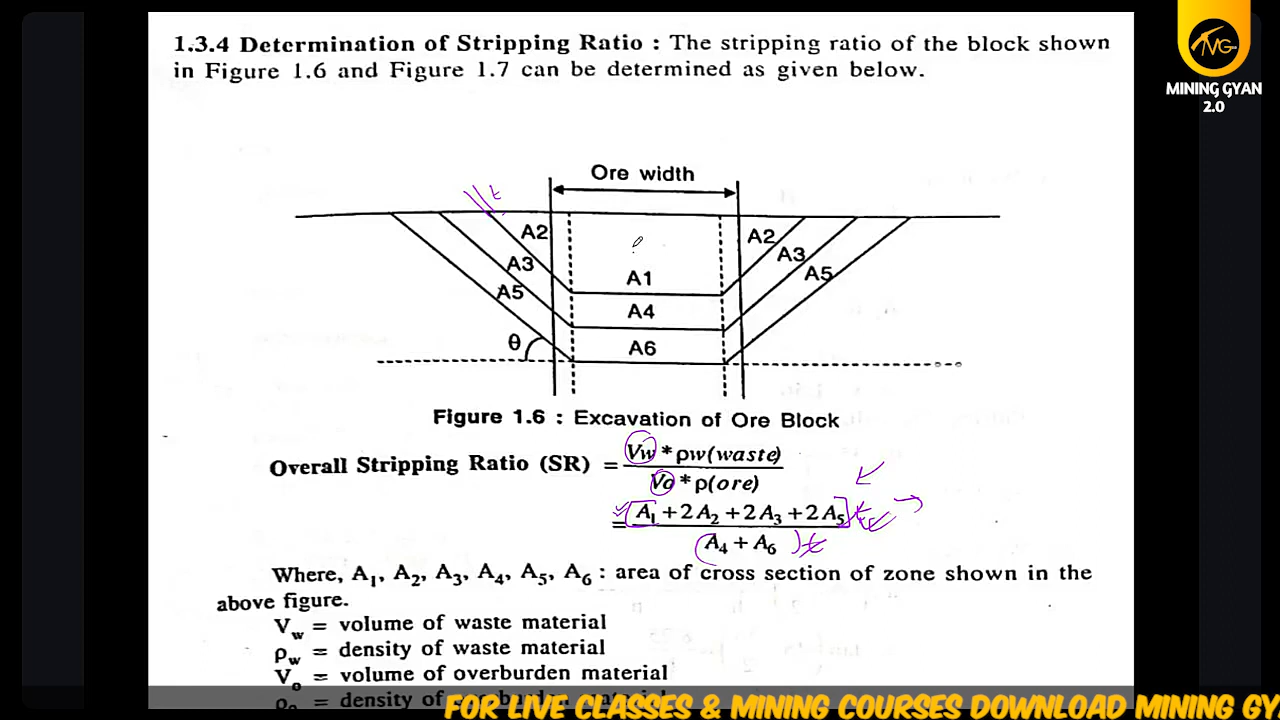 1.3.4 Determination of Stripping Ratio : The stripping ratio of the block shown
in Figure 1.6 and Figure 1.7 can be determined as given below.
MINING GYAN
2.0
Ore width
t
A2 A2
A3 A3
A5 A5
A1
A4
A6
θ
Figure 1.6 : Excavation of Ore Block
Overall Stripping Ratio (SR) = Vw * ρw(waste) / Vo * ρ(ore)
= A1 + 2A2 + 2A3 + 2A5 / A4 + A6
Where, A1, A2, A3, A4, A5, A6 : area of cross section of zone shown in the
above figure.
Vw = volume of waste material
ρw = density of waste material
Vo = volume of overburden material
= density of
FOR LIVE CLASSES & MINING COURSES DOWNLOAD MINING GY